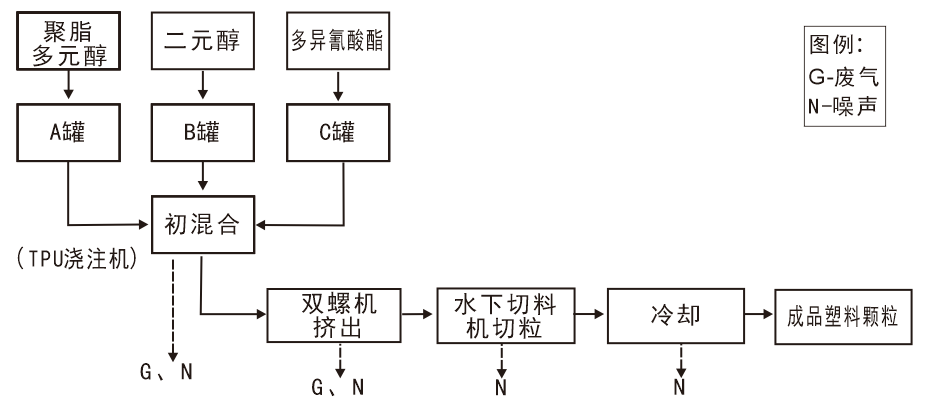 聚脂
多元醇
二元醇
多异氰酸酯
图例：
G-废气
N-噪声
A罐
B罐
C罐
初混合
（TPU浇注机）
双螺机
挤出
水下切料
机切粒
冷却
成品塑料颗粒
G、N
G、N
N
N